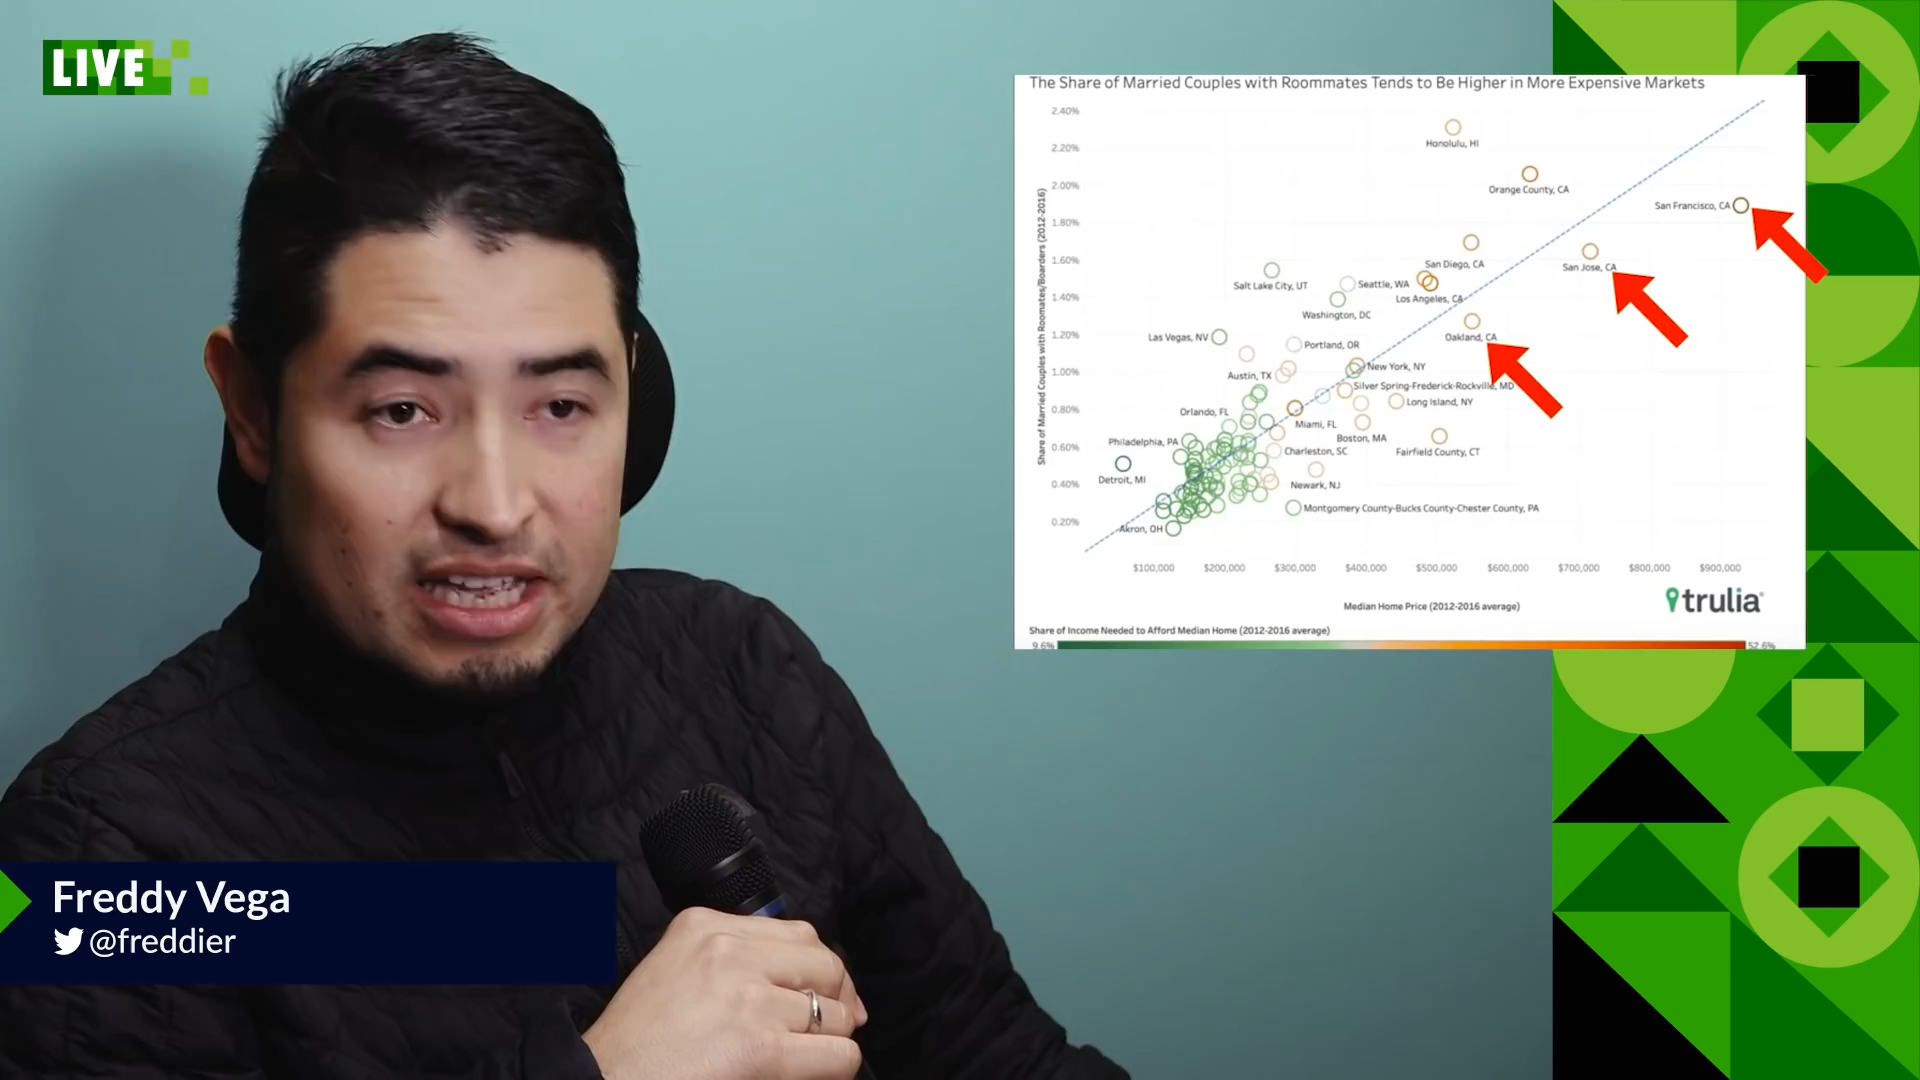 LIVE
The Share of Married Couples with Roommates Tends to Be Higher in More Expensive Markets
Share of Married Couples with Roomates/Boarders (2012-2016)
2.40%
2.20%
2.00%
1.80%
1.60%
1.40%
1.20%
1.00%
0.80%
0.60%
0.40%
0.20%
Honolulu, HI
Orange County, CA
San Francisco, CA
San Diego, CA
San Jose, CA
Salt Lake City, UT
Seattle, WA
Los Angeles, CA
Washington, DC
Las Vegas, NV
Portland, OR
Oakland, CA
Austin, TX
New York, NY
Silver Spring-Frederick-Rockville, MD
Orlando, FL
Long Island, NY
Miami, FL
Philadelphia, PA
Boston, MA
Charleston, SC
Fairfield County, CT
Detroit, MI
Newark, NJ
Montgomery County-Bucks County-Chester County, PA
Akron, OH
$100,000 $200,000 $300,000 $400,000 $500,000 $600,000 $700,000 $800,000 $900,000
Median Home Price (2012-2016 average)
trulia
Share of Income Needed to Afford Median Home (2012-2016 average)
9.6% 52.6%
Freddy Vega
@freddier